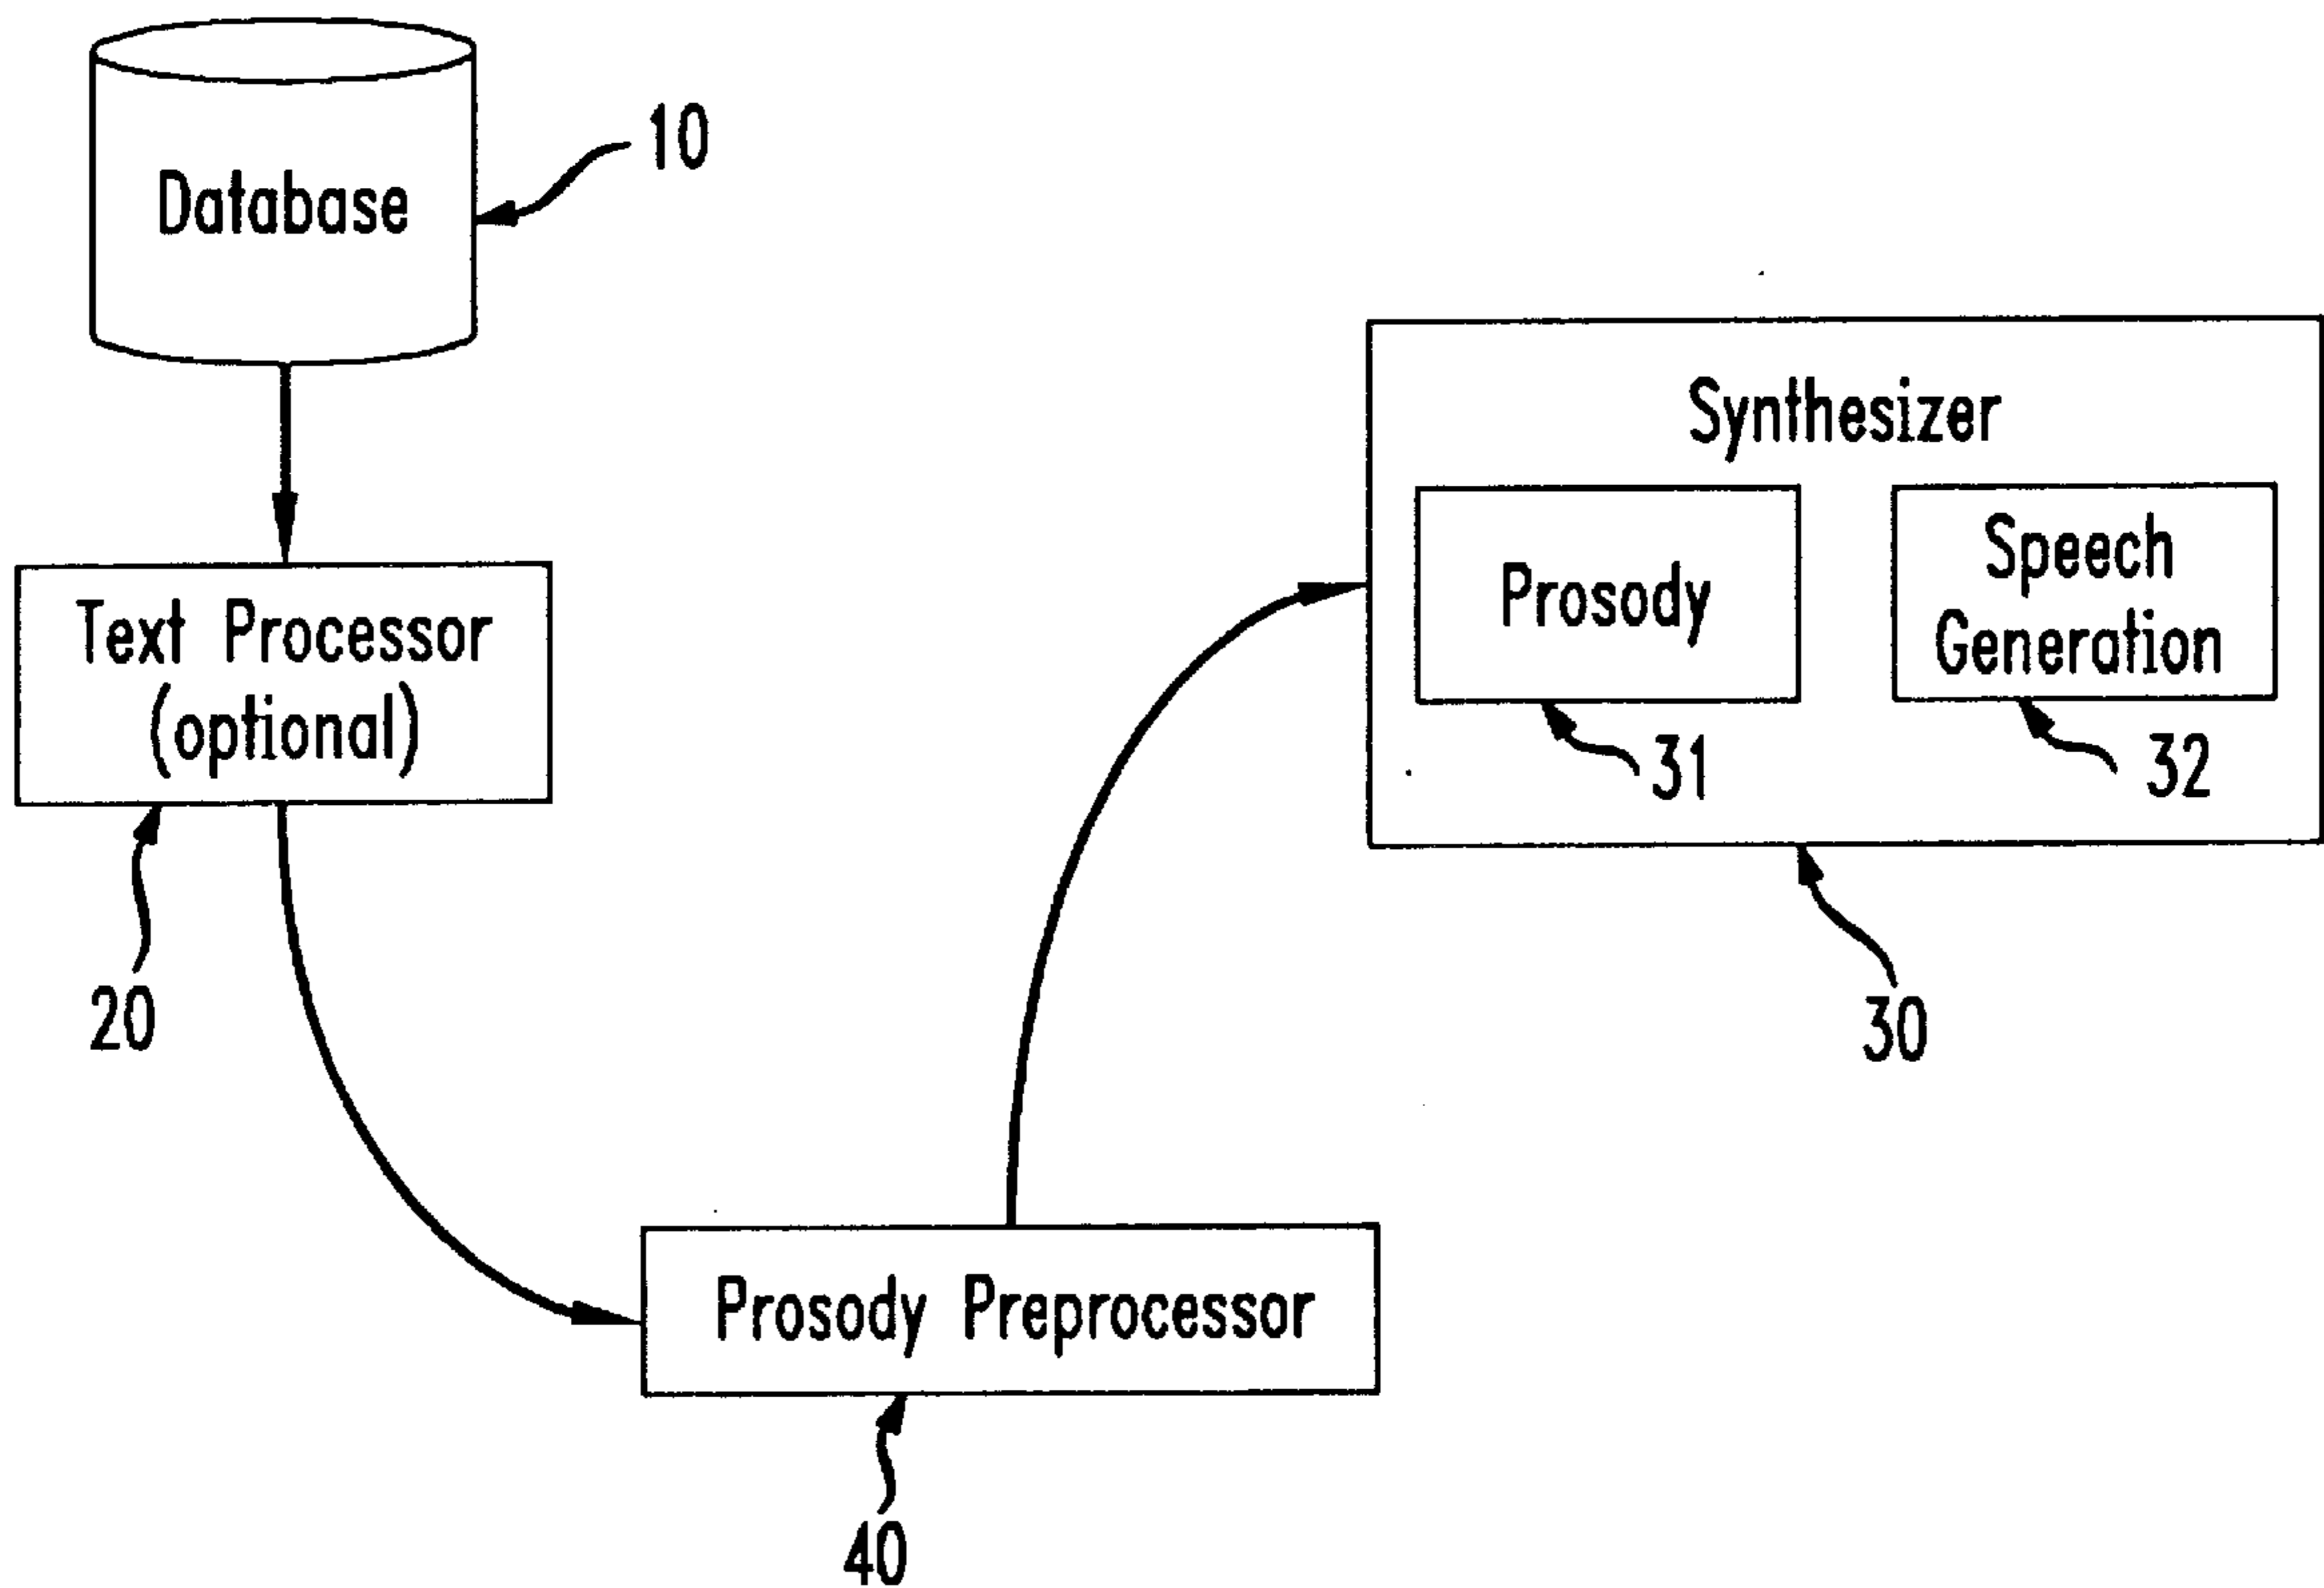 Database
10
Text Processor
(optional)
20
Synthesizer
Prosody
31
Speech
Generation
32
30
Prosody Preprocessor
40